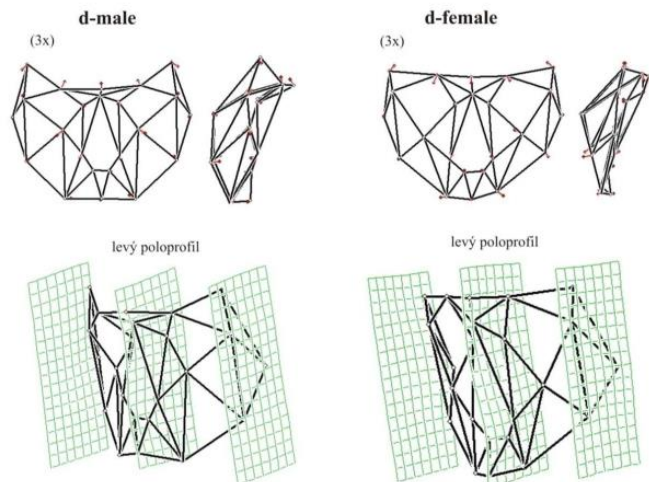 d-male
d-female
(3x)
(3x)
levý poloprofil
levý poloprofil